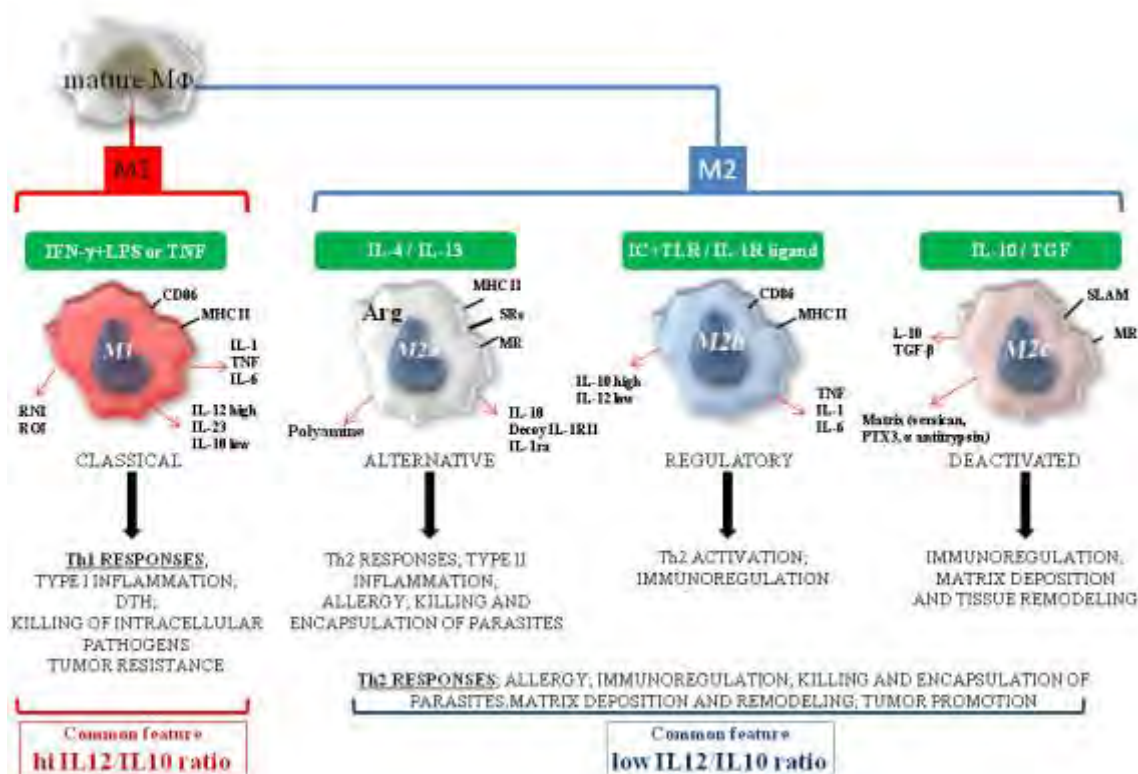 mature MΦ
M1
M2
IFN-γ+LPS or TNF
IL-4 / IL-13
IC+TLR / IL-1R ligand
IL-10 / TGF
CD86
MHC II
M1
IL-1
TNF
IL-6
RNI
ROI
IL-12 high
IL-23
IL-10 low
CLASSICAL
Arg
MHC II
SRs
MR
M2a
Polyamine
IL-10
Decoy IL-1RII
IL-1ra
ALTERNATIVE
CD86
MHC II
M2b
IL-10 high
IL-12 low
TNF
IL-1
IL-6
REGULATORY
SLAM
MR
L-10
TGF-β
M2c
Matrix (versican,
PTX3, α antitrypsin)
DEACTIVATED
Th1 RESPONSES;
TYPE I INFLAMMATION;
DTH;
KILLING OF INTRACELLULAR
PATHOGENS
TUMOR RESISTANCE
Th2 RESPONSES; TYPE II
INFLAMMATION;
ALLERGY; KILLING AND
ENCAPSULATION OF PARASITES
Th2 ACTIVATION;
IMMUNOREGULATION
IMMUNOREGULATION;
MATRIX DEPOSITION
AND TISSUE REMODELING
Th2 RESPONSES; ALLERGY; IMMUNOREGULATION; KILLING AND ENCAPSULATION OF
PARASITES.MATRIX DEPOSITION AND REMODELING; TUMOR PROMOTION
Common feature
hi IL12/IL10 ratio
Common feature
low IL12/IL10 ratio